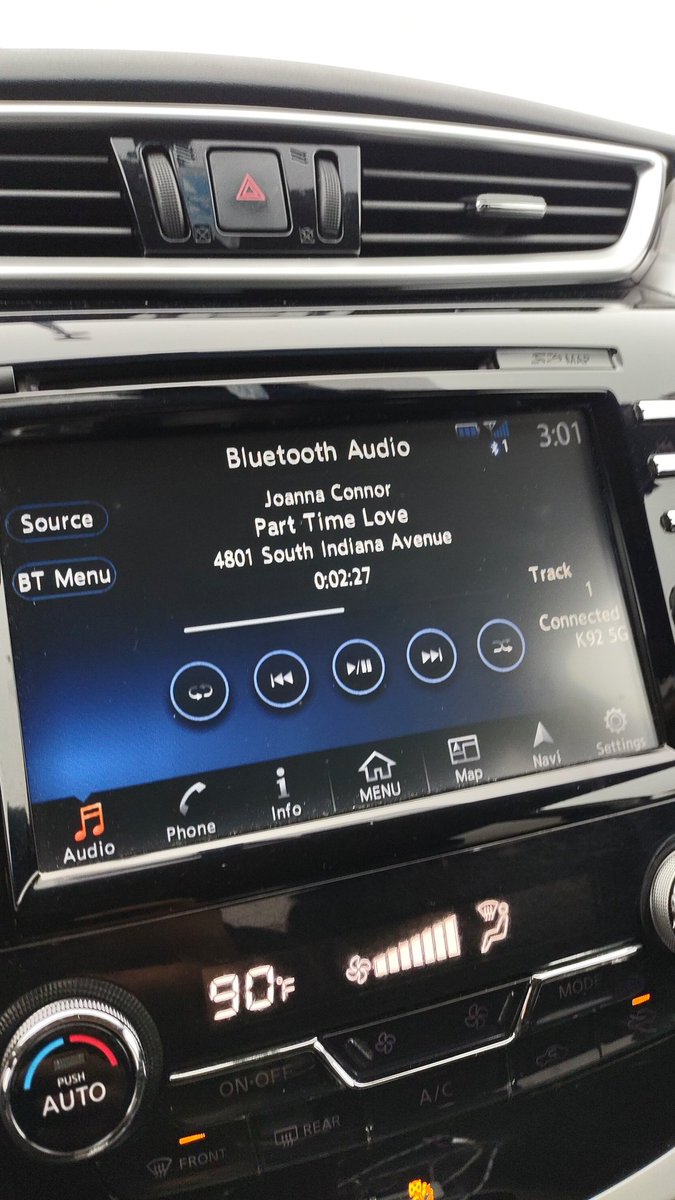 Bluetooth Audio
1
3:01
Source
BT Menu
Joanna Connor
Part Time Love
4801 South Indiana Avenue
0:02:27
Track
1
Connected
K92 5G
Audio
Phone
Info
MENU
Map
Navi
Settings
90°F
PUSH
AUTO
ON·OFF
A/C
MODE
FRONT
REAR